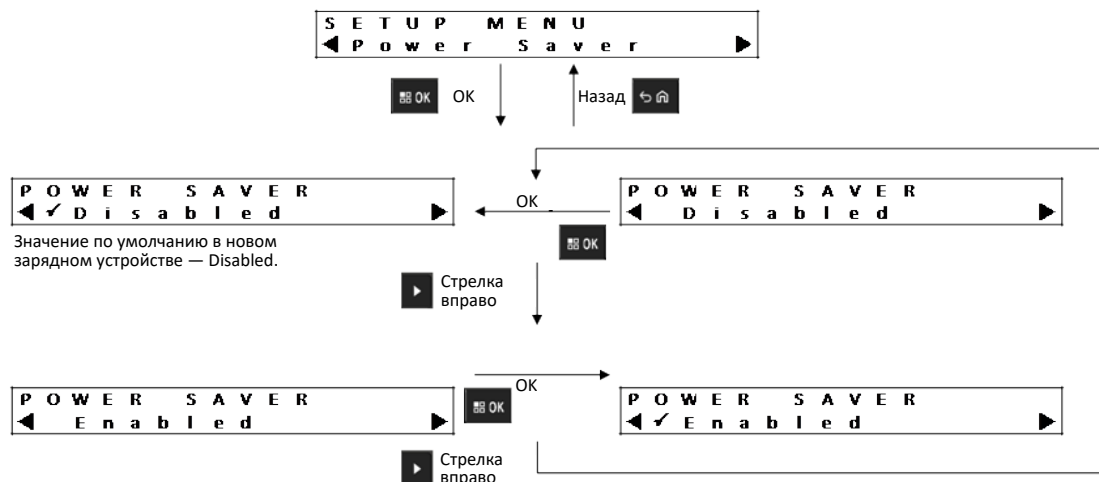 SETUP MENU
◀Power Saver ▶
OK OK Назад
POWER SAVER
◀✓Disabled ▶
OK
POWER SAVER
◀ Disabled ▶
OK
Значение по умолчанию в новом
зарядном устройстве — Disabled.
Стрелка
вправо
POWER SAVER
◀ Enabled ▶
OK
OK
POWER SAVER
◀✓Enabled ▶
Стрелка
вправо